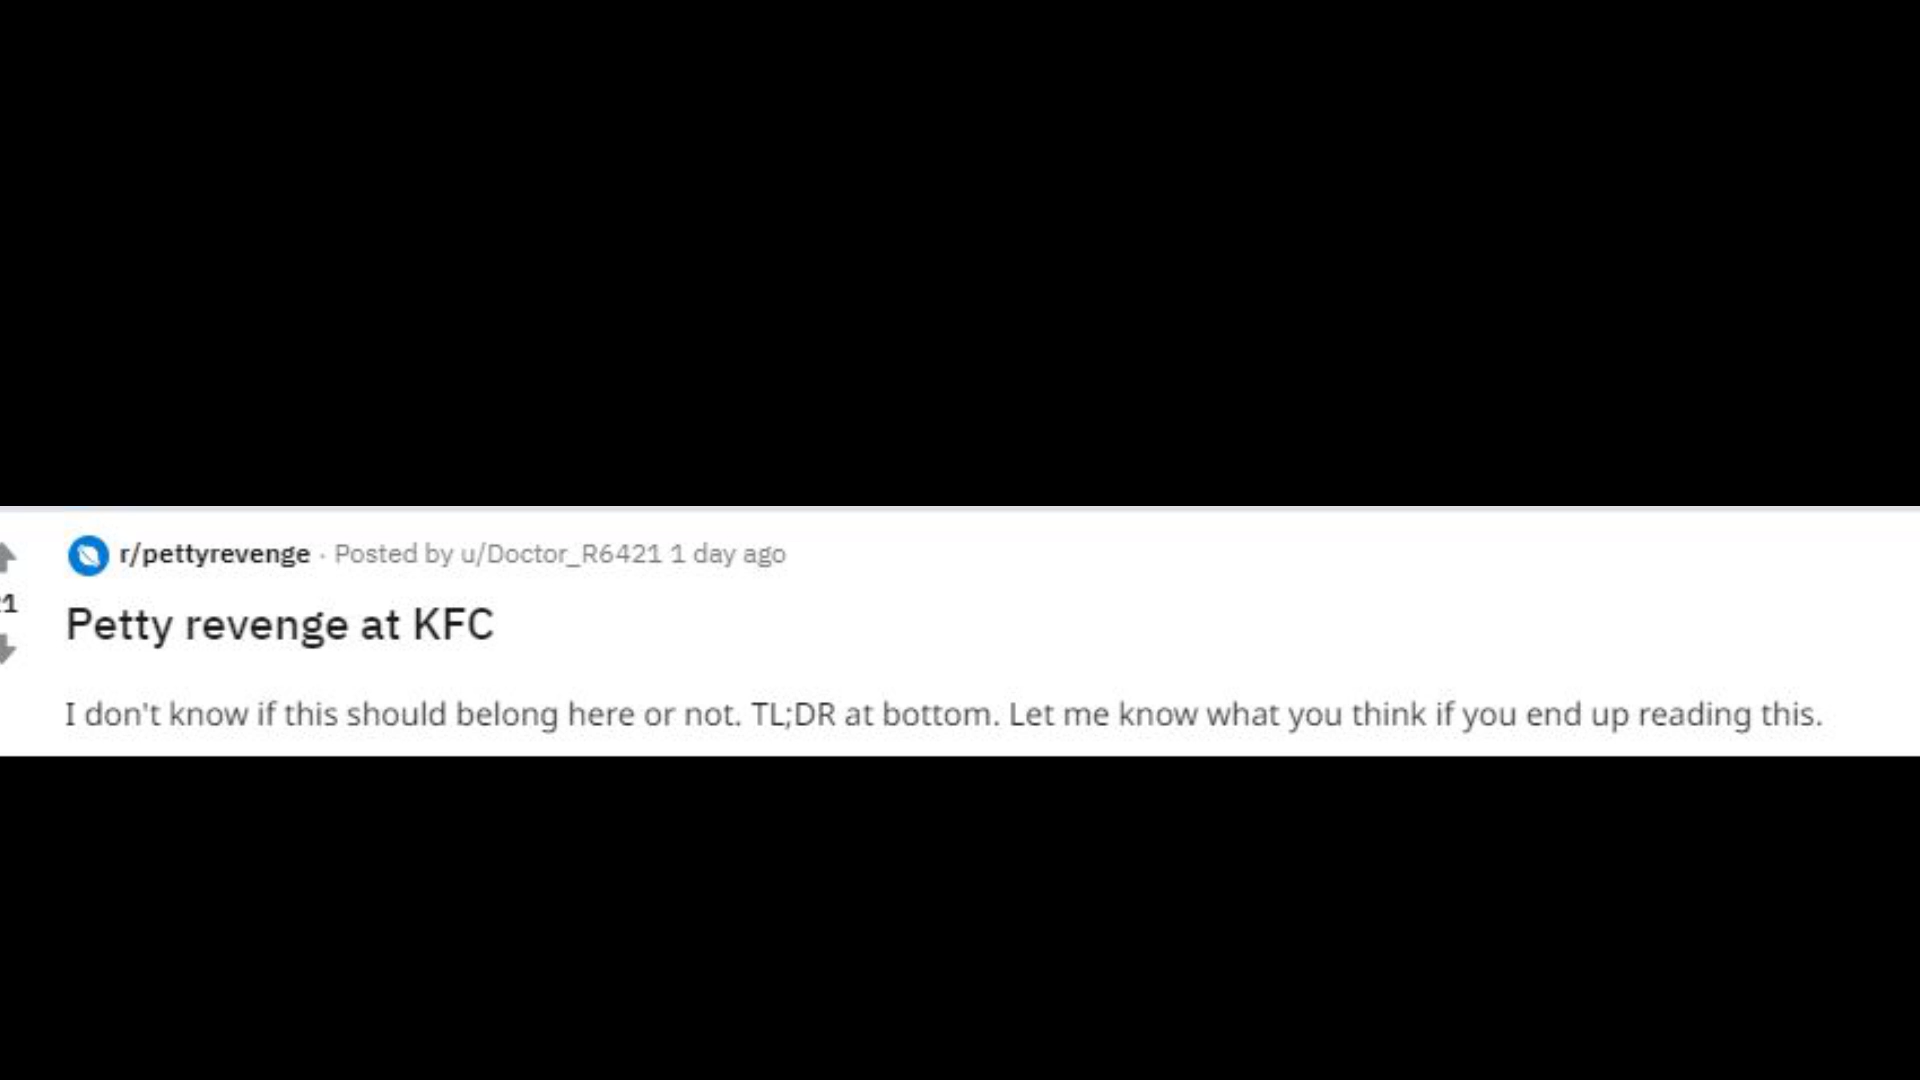 r/pettyrevenge · Posted by u/Doctor_R6421 1 day ago
Petty revenge at KFC
I don't know if this should belong here or not. TL;DR at bottom. Let me know what you think if you end up reading this.